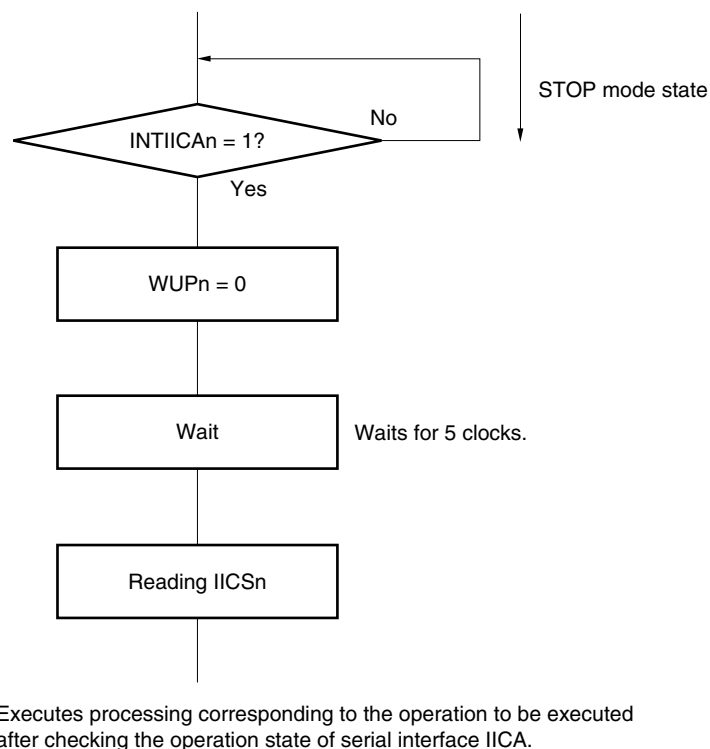 STOP mode state
No
INTIICAn = 1?
Yes
WUPn = 0
Wait
Waits for 5 clocks.
Reading IICSn
Executes processing corresponding to the operation to be executed
after checking the operation state of serial interface IICA.